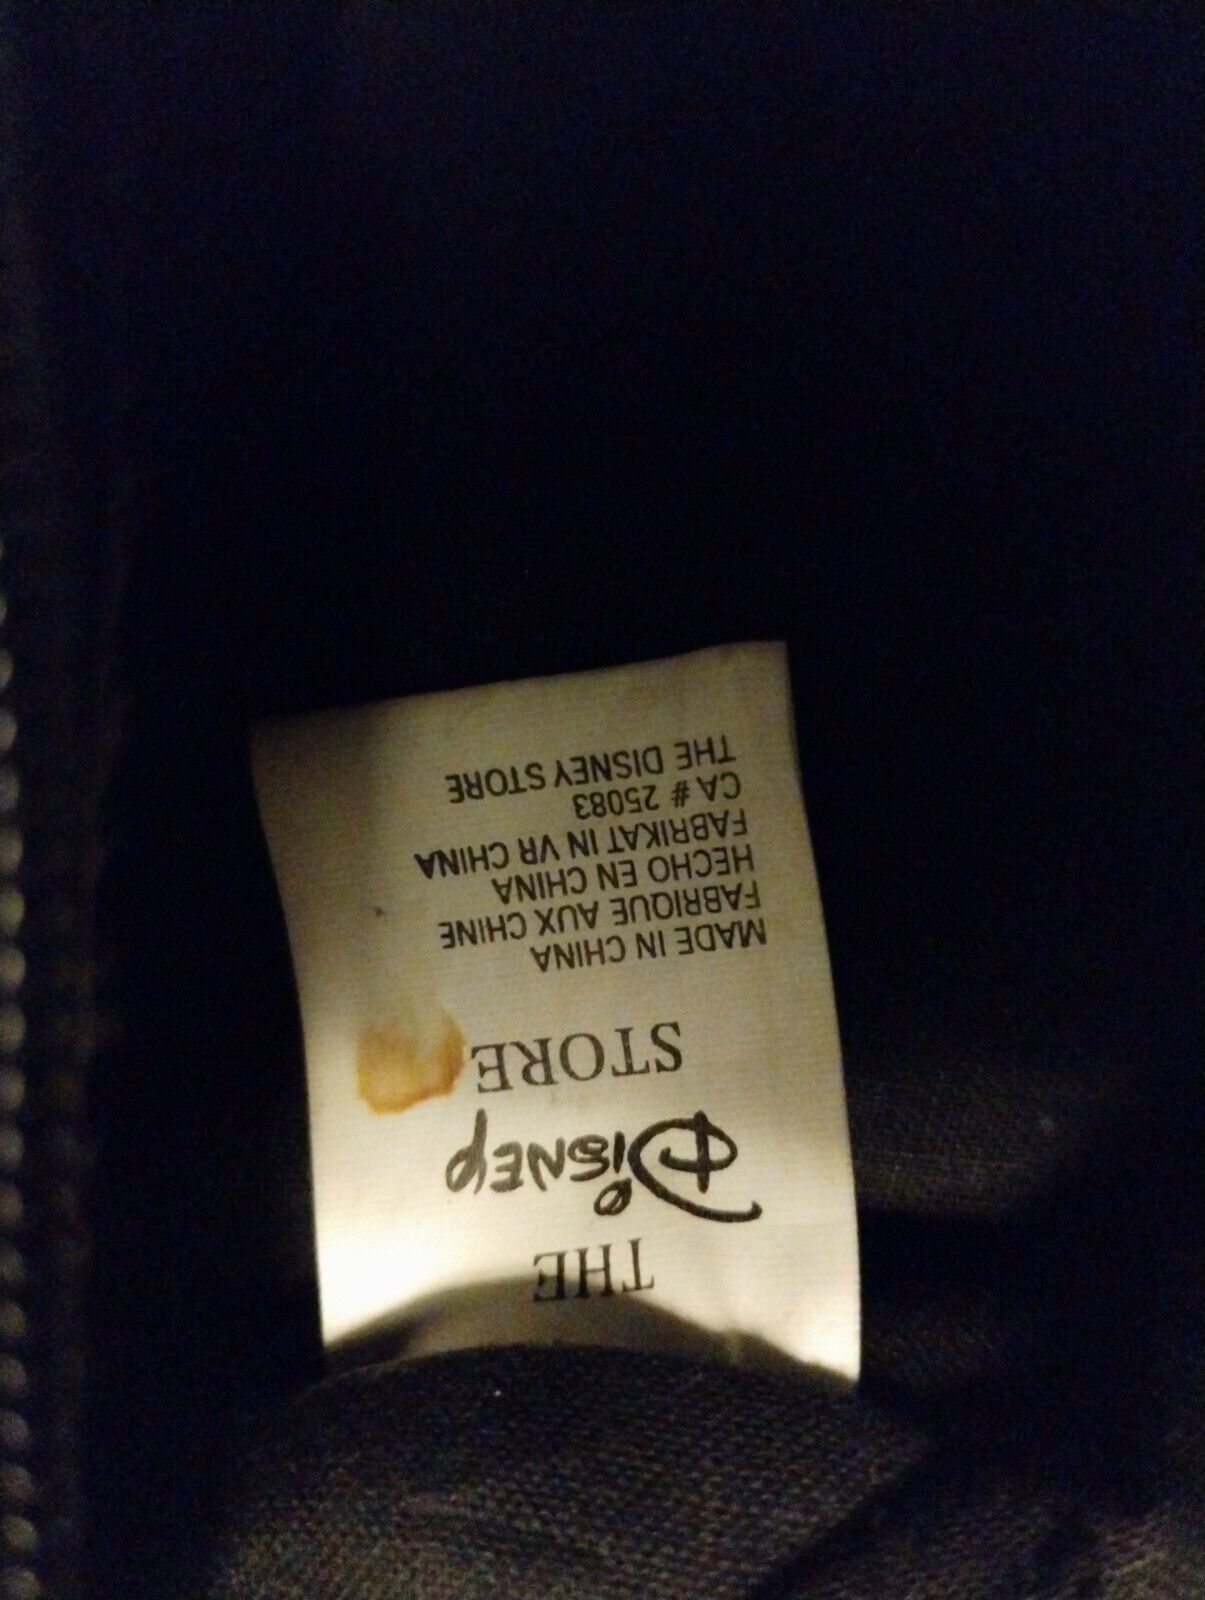 THE
DISNEY
STORE
MADE IN CHINA
FABRIQUE AUX CHINE
HECHO EN CHINA
FABRIKAT IN VR CHINA
CA # 25083
THE DISNEY STORE